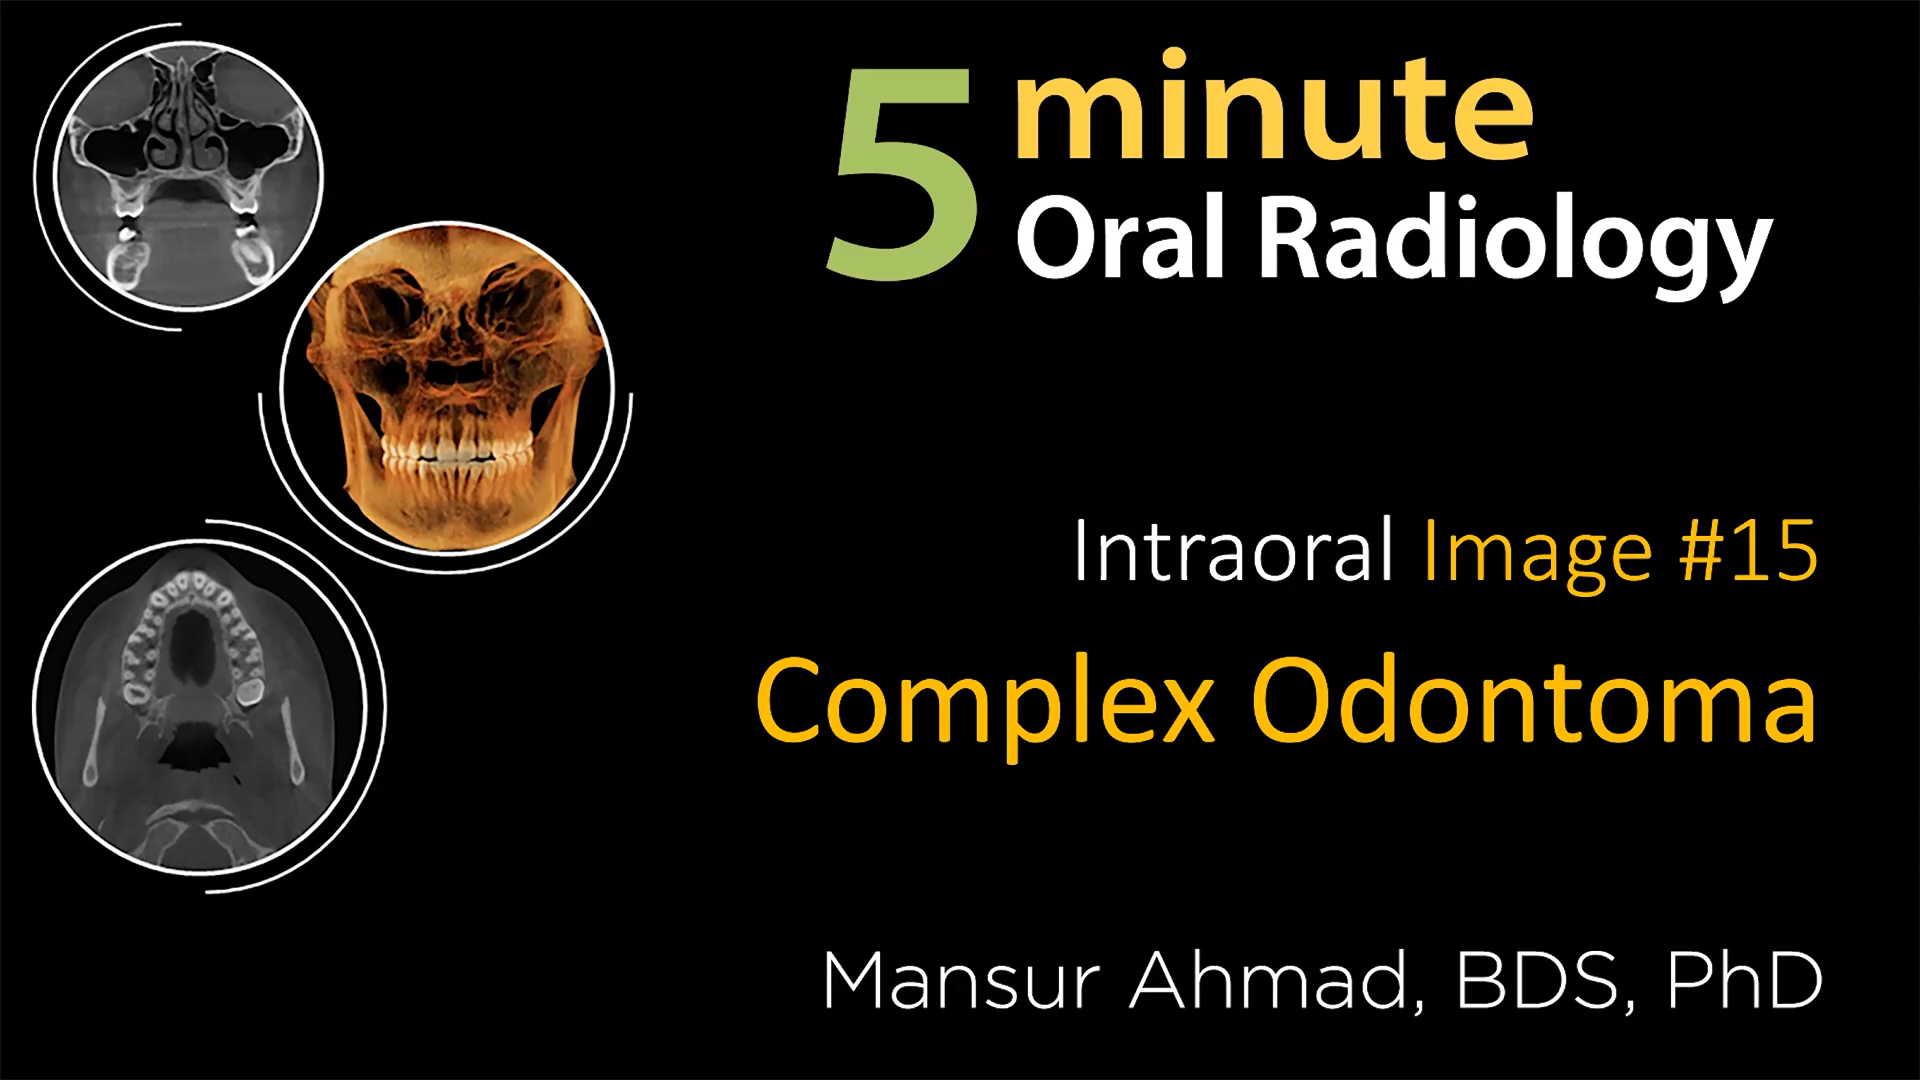 5 minute
Oral Radiology
Intraoral Image #15
Complex Odontoma
Mansur Ahmad, BDS, PhD